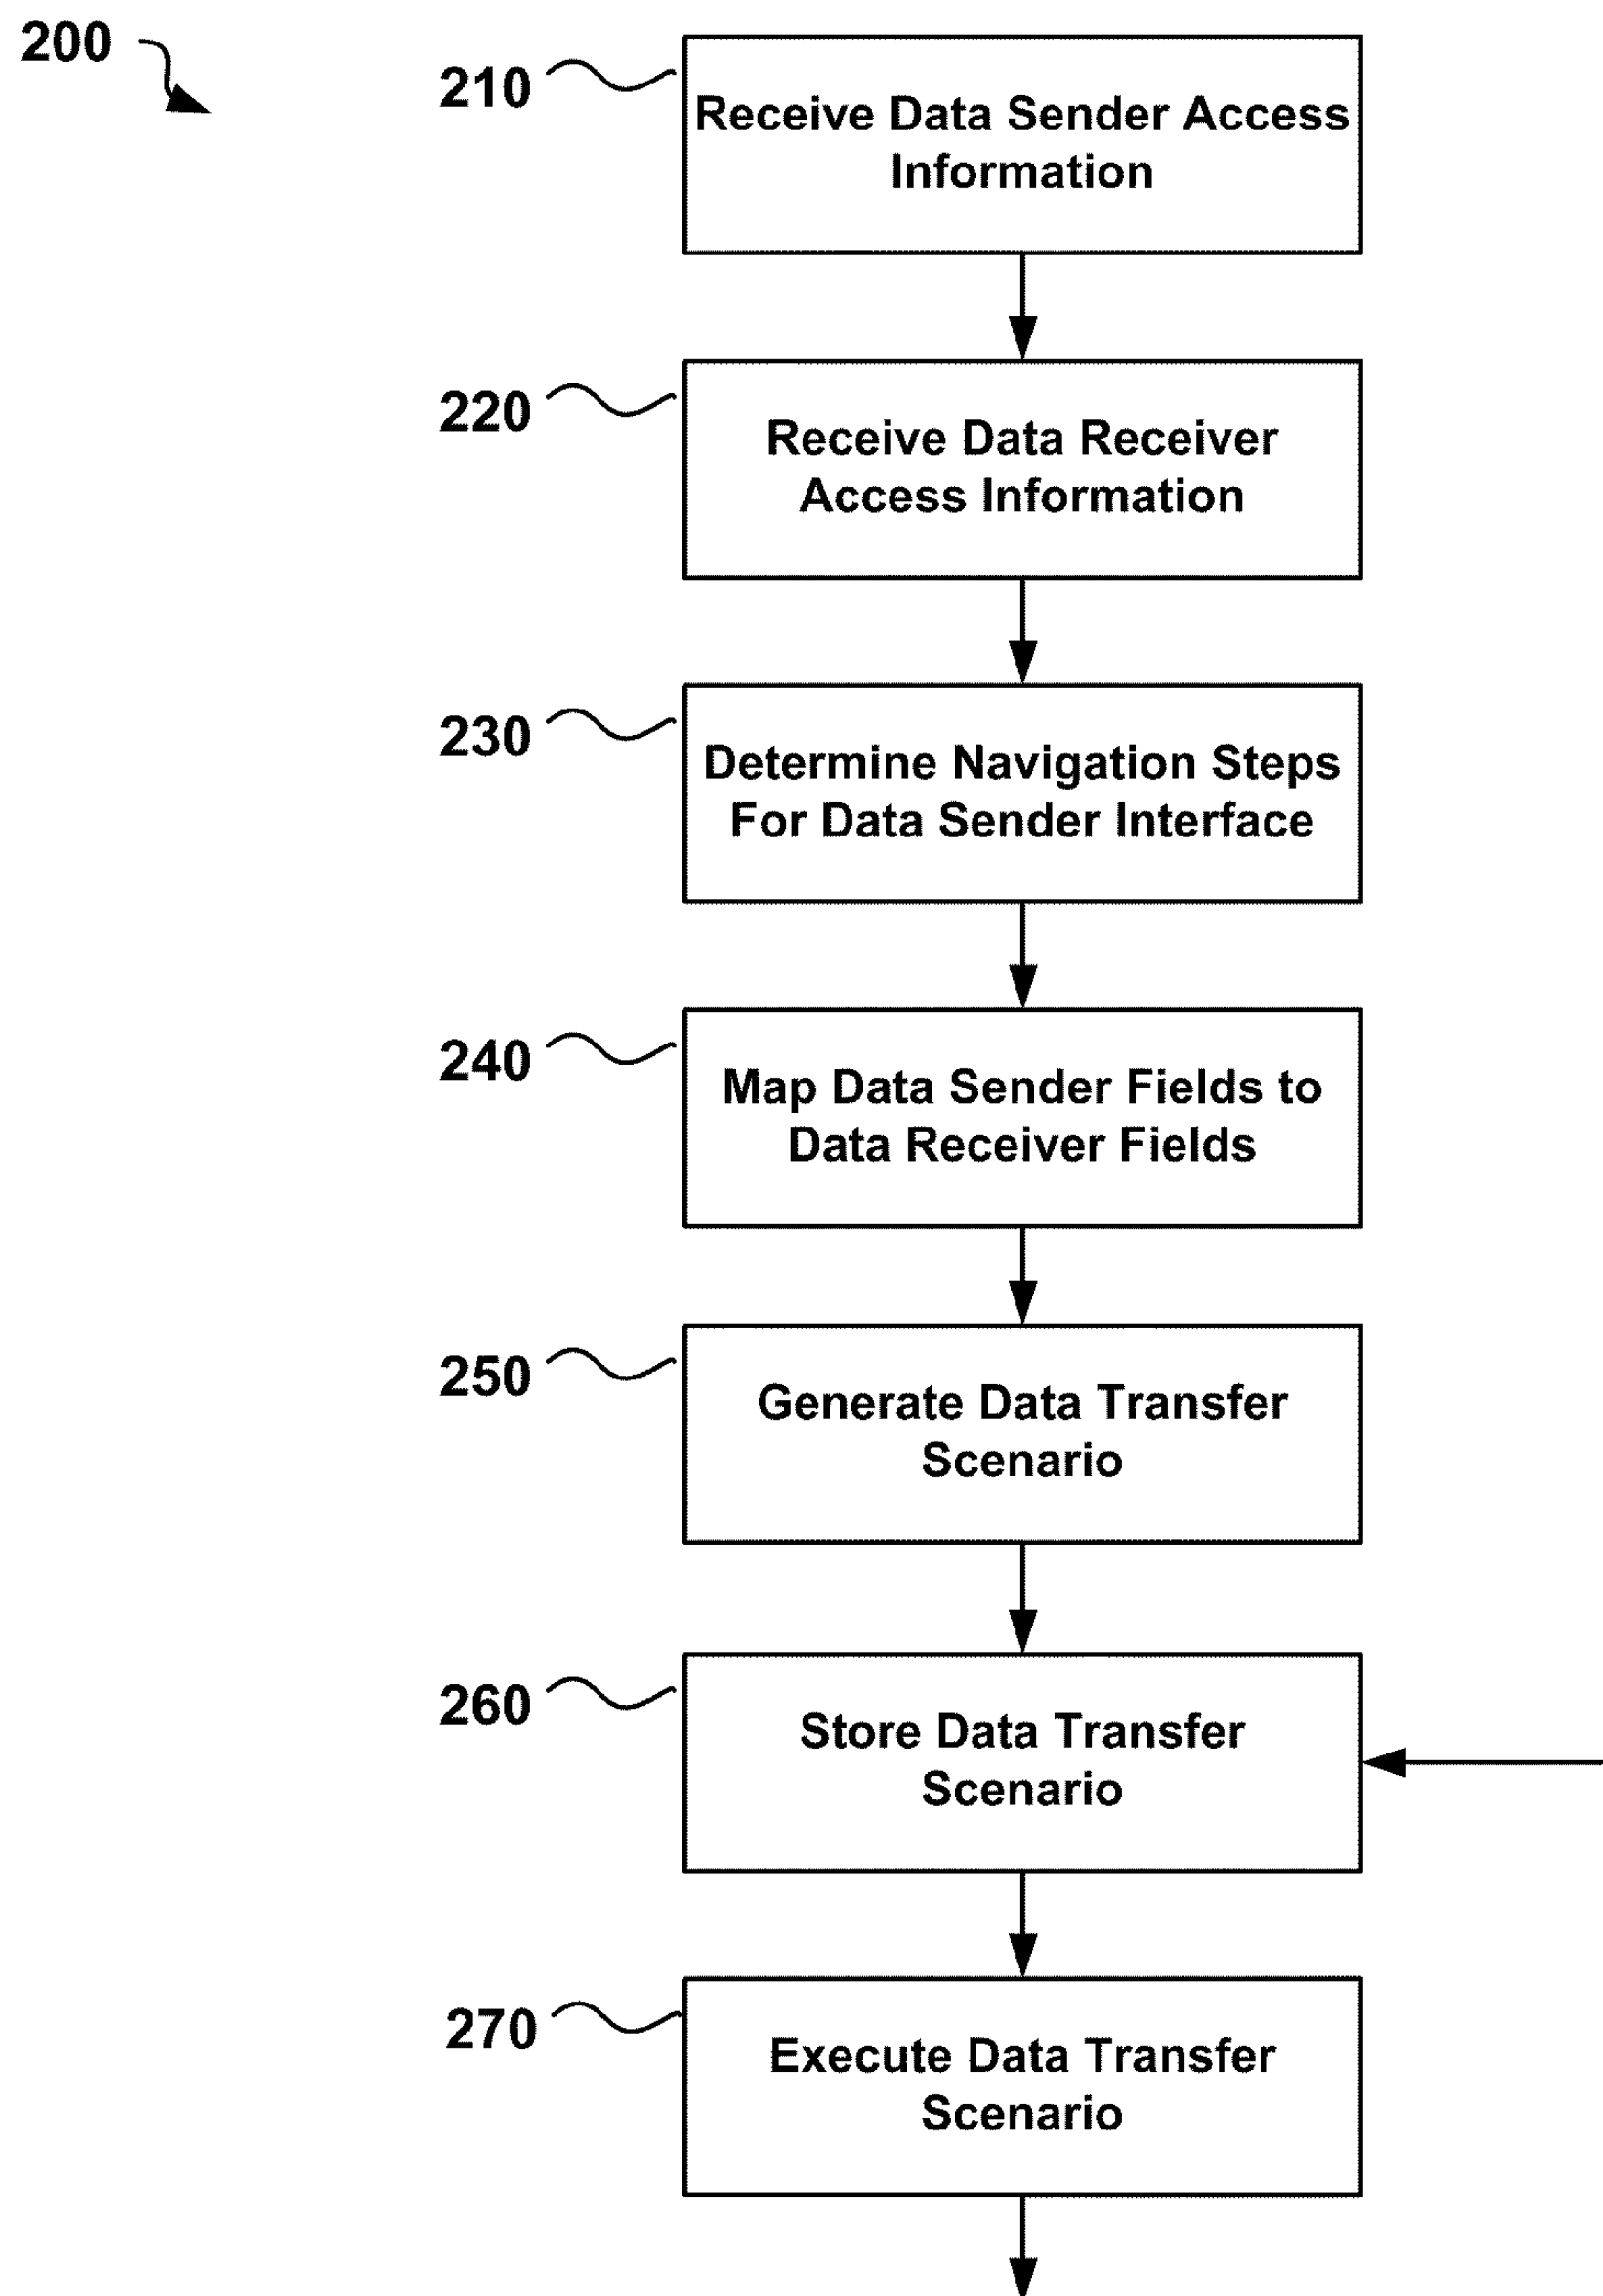 200
210
Receive Data Sender Access
Information
220
Receive Data Receiver
Access Information
230
Determine Navigation Steps
For Data Sender Interface
240
Map Data Sender Fields to
Data Receiver Fields
250
Generate Data Transfer
Scenario
260
Store Data Transfer
Scenario
270
Execute Data Transfer
Scenario